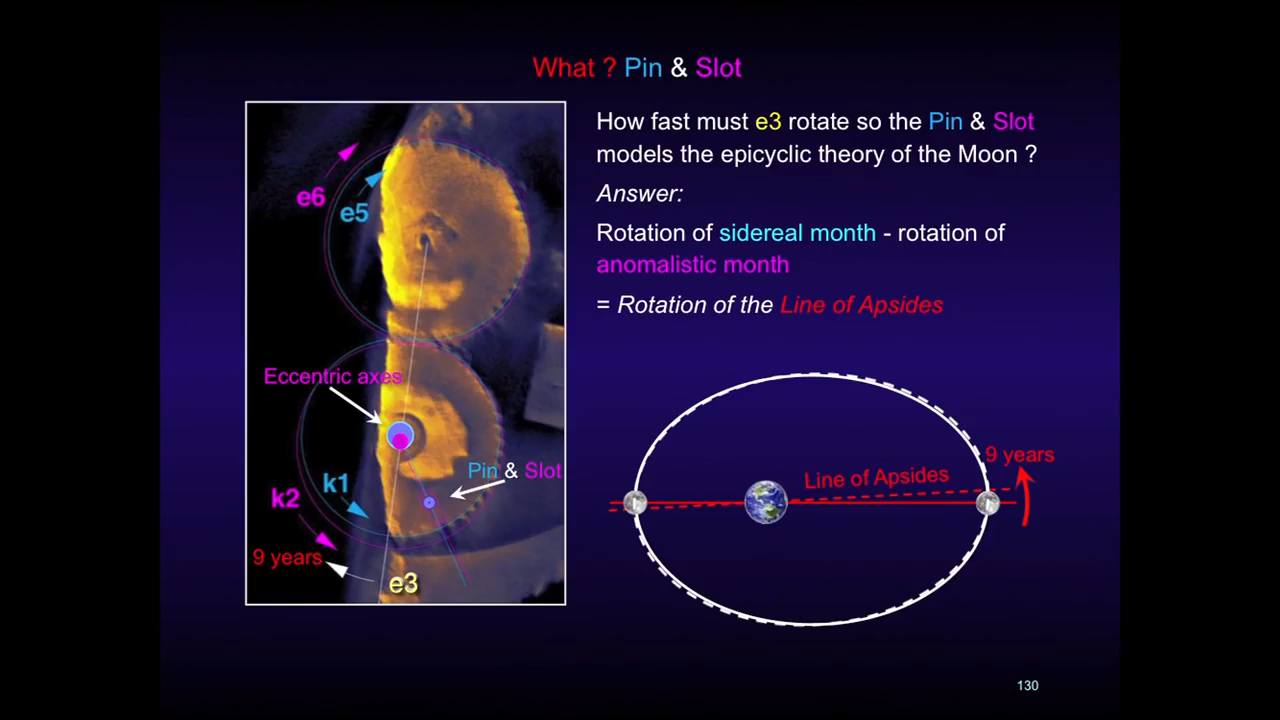 What ? Pin & Slot
How fast must e3 rotate so the Pin & Slot
models the epicyclic theory of the Moon ?
Answer:
Rotation of sidereal month - rotation of
anomalistic month
= Rotation of the Line of Apsides
e6
e5
Eccentric axes
Pin & Slot
k1
k2
9 years
e3
Line of Apsides
9 years
130